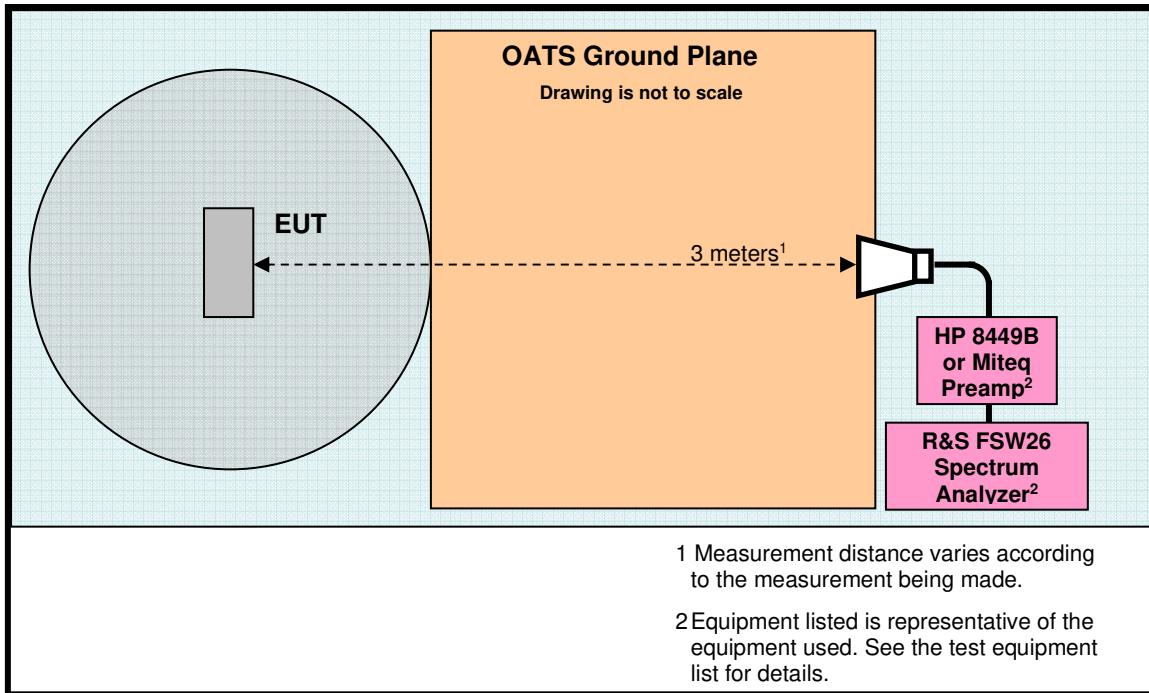 OATS Ground Plane
Drawing is not to scale
EUT
3 meters1
HP 8449B
or Miteq
Preamp2
R&S FSW26
Spectrum
Analyzer2
1 Measurement distance varies according
to the measurement being made.
2 Equipment listed is representative of the
equipment used. See the test equipment
list for details.